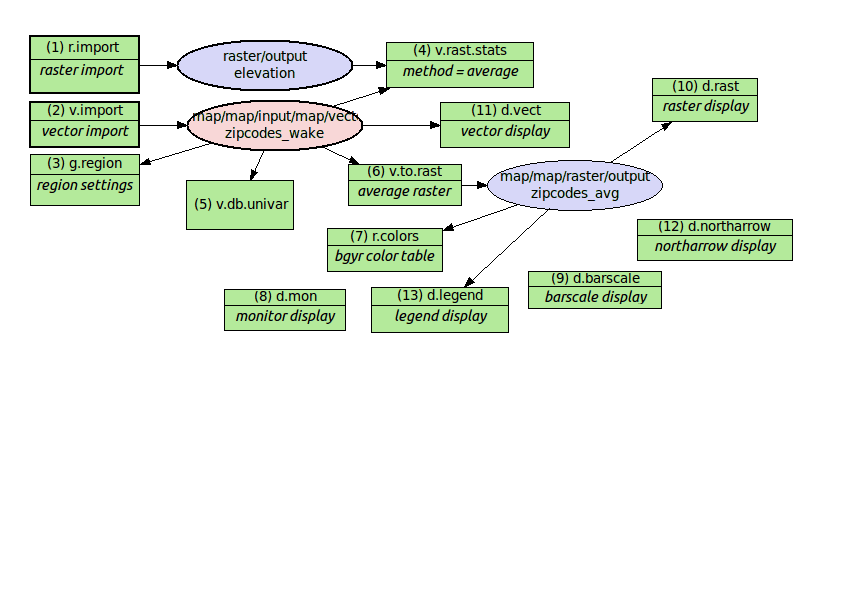 (1) r.import
raster import
raster/output
elevation
(4) v.rast.stats
method = average
(10) d.rast
raster display
(2) v.import
vector import
map/map/input/map/vect
zipcodes_wake
(11) d.vect
vector display
(3) g.region
region settings
(5) v.db.univar
(6) v.to.rast
average raster
map/map/raster/output
zipcodes_avg
(12) d.northarrow
northarrow display
(7) r.colors
bgyr color table
(9) d.barscale
barscale display
(8) d.mon
monitor display
(13) d.legend
legend display